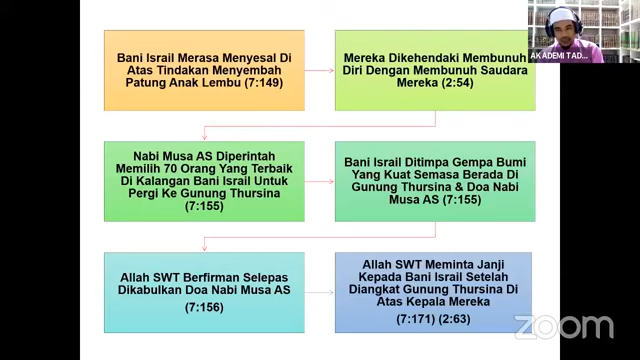 Bani Israil Merasa Menyesal Di
Atas Tindakan Menyembah
Patung Anak Lembu (7:149)
Mereka Dikehendaki Membunuh
Diri Dengan Membunuh Saudara
Mereka (2:54)
Nabi Musa AS Diperintah
Memilih 70 Orang Yang Terbaik
Di Kalangan Bani Israil Untuk
Pergi Ke Gunung Thursina
(7:155)
Bani Israil Ditimpa Gempa Bumi
Yang Kuat Semasa Berada Di
Gunung Thursina & Doa Nabi
Musa AS (7:155)
Allah SWT Berfirman Selepas
Dikabulkan Doa Nabi Musa AS
(7:156)
Allah SWT Meminta Janji
Kepada Bani Israil Setelah
Diangkat Gunung Thursina Di
Atas Kepala Mereka
(7:171) (2:63)
AKADEMI TAD...
zoom